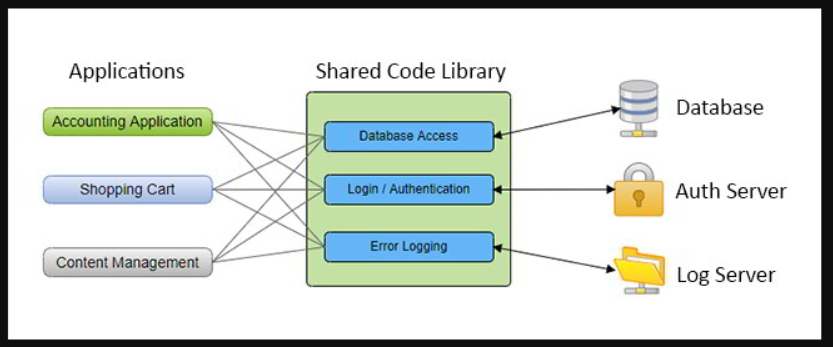 Applications
Shared Code Library
Accounting Application
Database Access
Database
Shopping Cart
Login / Authentication
Auth Server
Content Management
Error Logging
Log Server